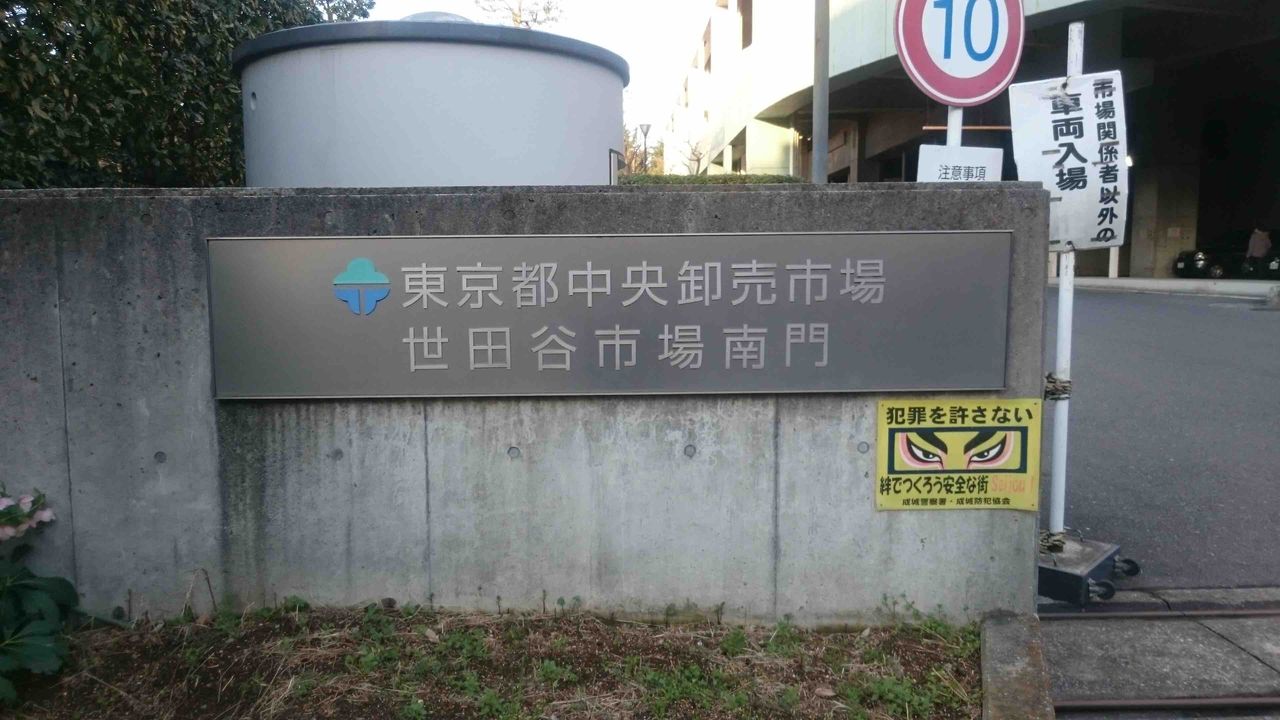 10
注意事項
市場関係者以外の
車両入場
東京都中央卸売市場
世田谷市場南門
犯罪を許さない
絆でつくろう安全な街 Seijou!
成城警察署・成城防犯協会